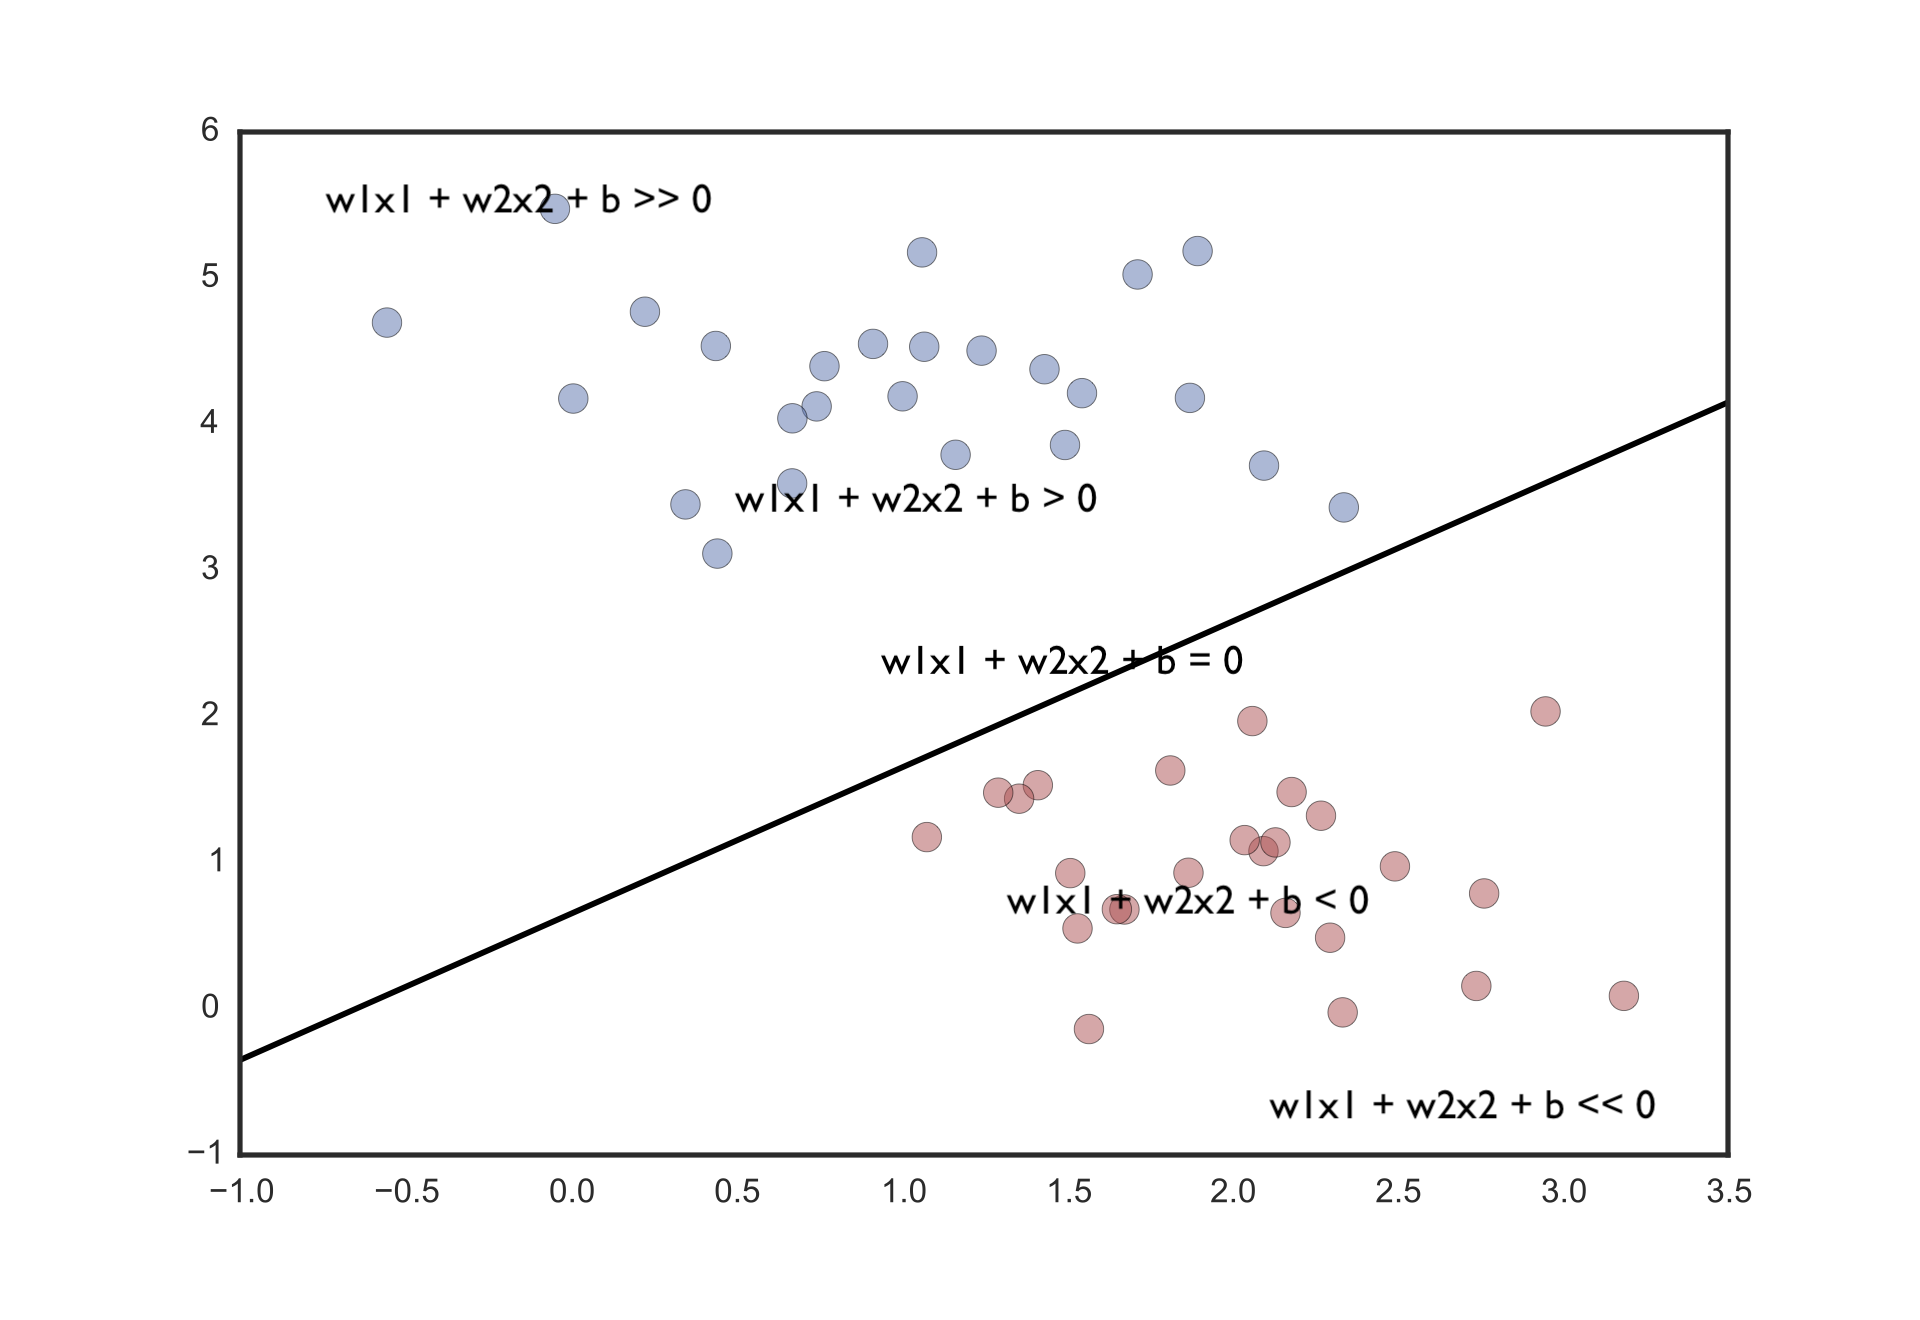 6
w1x1 + w2x2 + b >> 0
5
4
w1x1 + w2x2 + b > 0
3
w1x1 + w2x2 + b = 0
2
1
w1x1 + w2x2 + b < 0
0
w1x1 + w2x2 + b << 0
−1
−1.0 −0.5 0.0 0.5 1.0 1.5 2.0 2.5 3.0 3.5